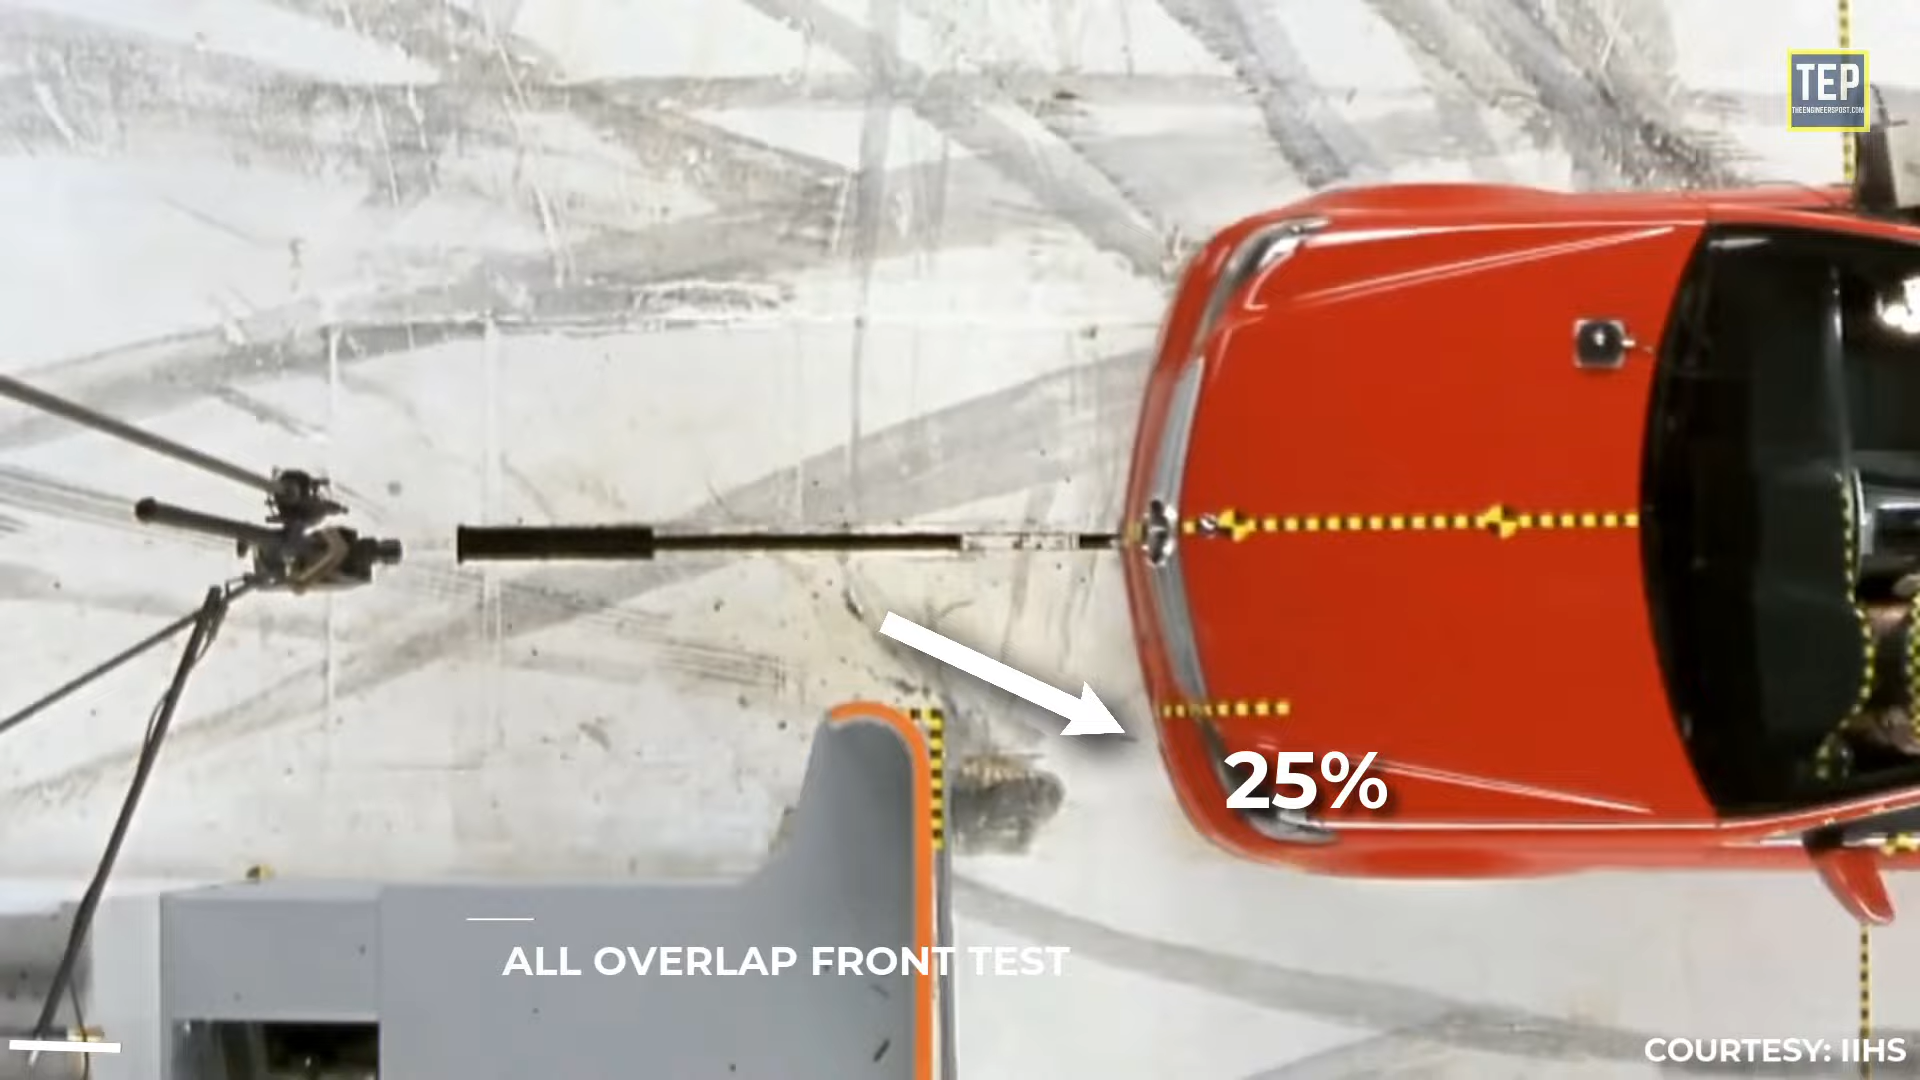 TEP
THEENGINEERSPOST.COM
25%
ALL OVERLAP FRONT TEST
COURTESY: IIHS